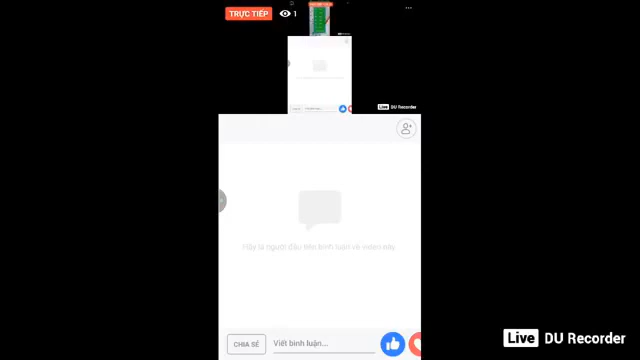 TRỰC TIẾP 1
Live DU Recorder
Hãy là người đầu tiên bình luận về video này
CHIA SẺ Viết bình luận...
Live DU Recorder